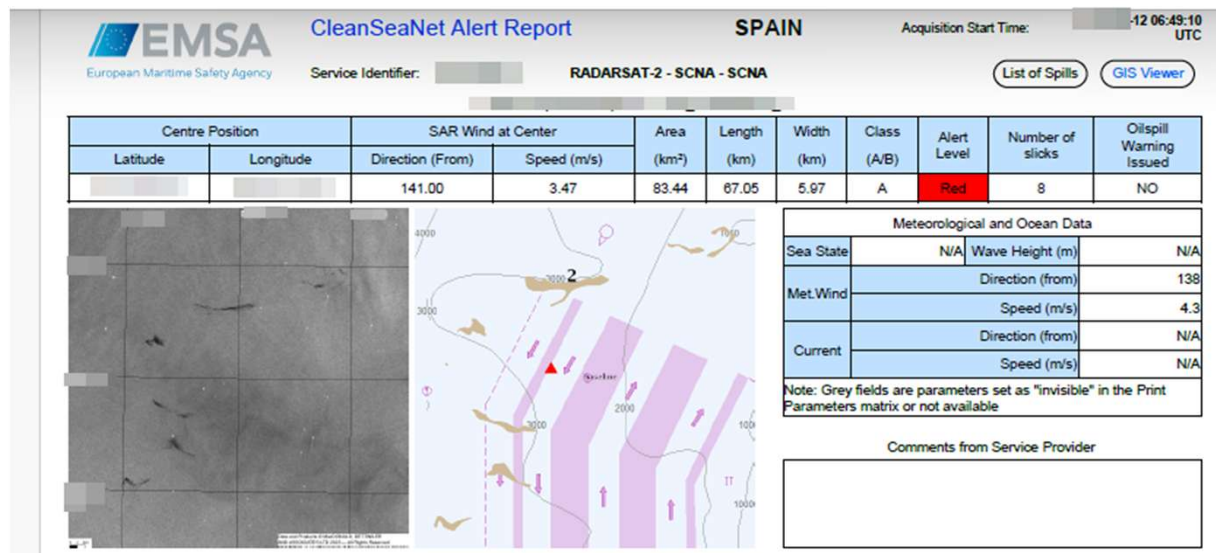 EMSA
European Maritime Safety Agency
CleanSeaNet Alert Report
SPAIN
Acquisition Start Time:
-12 06:49:10
UTC
Service Identifier:
RADARSAT-2 - SCNA - SCNA
List of Spills
GIS Viewer
Centre Position
SAR Wind at Center
Area
Length
Width
Class
Alert
Level
Number of
slicks
Oilspill
Warning
Issued
Latitude
Longitude
Direction (From)
Speed (m/s)
(km²)
(km)
(km)
(A/B)
141.00
3.47
83.44
67.05
5.97
A
Red
8
NO
4000
2
3000
3000
Baseline
2000
3000
Meteorological and Ocean Data
Sea State
N/A
Wave Height (m)
N/A
Met.Wind
Direction (from)
138
Speed (m/s)
4.3
Current
Direction (from)
N/A
Speed (m/s)
N/A
Note: Grey fields are parameters set as "invisible" in the Print
Parameters matrix or not available
Comments from Service Provider